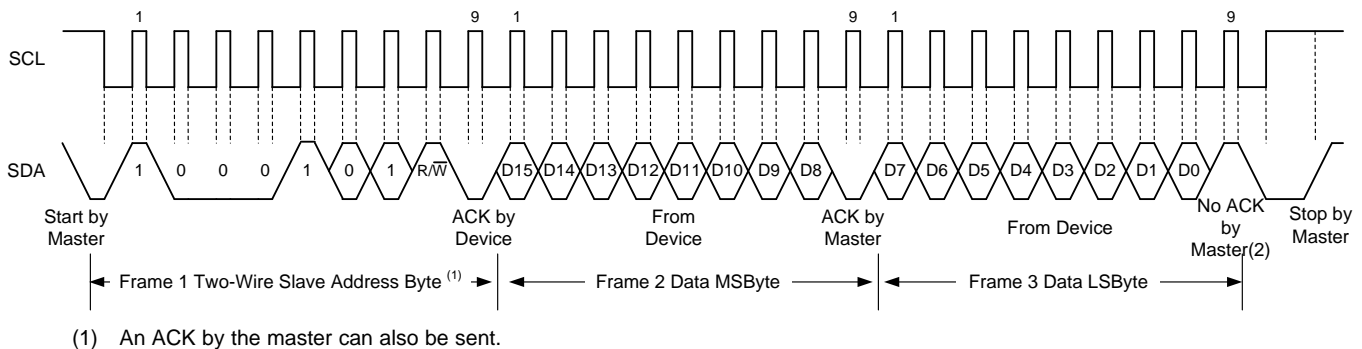 1 9 1 9 1 9
SCL
SDA 1 0 0 0 1 0 1 R/W̅ D15 D14 D13 D12 D11 D10 D9 D8 D7 D6 D5 D4 D3 D2 D1 D0
Start by
Master
ACK by
Device
From
Device
ACK by
Master
From Device
No ACK
by
Master(2)
Stop by
Master
Frame 1 Two-Wire Slave Address Byte (1)
Frame 2 Data MSByte
Frame 3 Data LSByte
(1) An ACK by the master can also be sent.